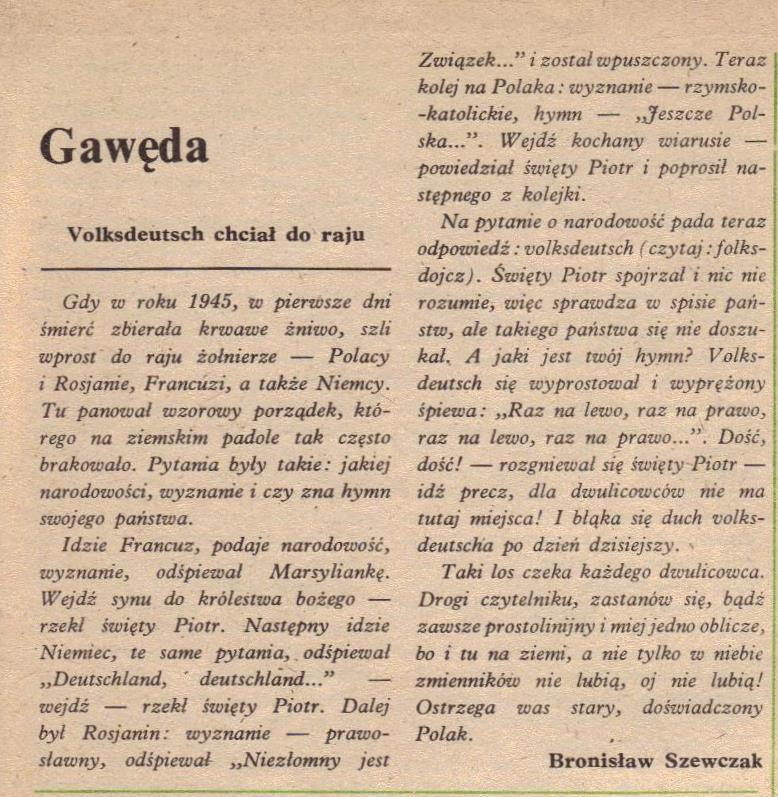 Gawęda
Volksdeutsch chciał do raju
Gdy w roku 1945, w pierwsze dni
śmierć zbierała krwawe żniwo, szli
wprost do raju żołnierze — Polacy
i Rosjanie, Francuzi, a także Niemcy.
Tu panował wzorowy porządek, któ-
rego na ziemskim padole tak często
brakowało. Pytania były takie: jakiej
narodowości, wyznanie i czy zna hymn
swojego państwa.
Idzie Francuz, podaje narodowość,
wyznanie, odśpiewał Marsyliankę.
Wejdź synu do królestwa bożego —
rzekł święty Piotr. Następny idzie
Niemiec, te same pytania, odśpiewał
„Deutschland, deutschland...” —
wejdź — rzekł święty Piotr. Dalej
był Rosjanin: wyznanie — prawo-
sławny, odśpiewał „Niezłomny jest
Związek...” i został wpuszczony. Teraz
kolej na Polaka: wyznanie — rzymsko-
-katolickie, hymn — „Jeszcze Pol-
ska...”. Wejdź kochany wiarusie —
powiedział święty Piotr i poprosił na-
stępnego z kolejki.
Na pytanie o narodowość pada teraz
odpowiedź: volksdeutsch (czytaj: folks-
dojcz). Święty Piotr spojrzał i nic nie
rozumie, więc sprawdza w spisie pań-
stw, ale takiego państwa się nie doszu-
kał. A jaki jest twój hymn? Volks-
deutsch się wyprostował i wyprężony
śpiewa: „Raz na lewo, raz na prawo,
raz na lewo, raz na prawo...”. Dość,
dość! — rozgniewał się święty Piotr —
idź precz, dla dwulicowców nie ma
tutaj miejsca! I błąka się duch volks-
deutscha po dzień dzisiejszy.
Taki los czeka każdego dwulicowca.
Drogi czytelniku, zastanów się, bądź
zawsze prostolinijny i miej jedno oblicze,
bo i tu na ziemi, a nie tylko w niebie
zmienników nie lubią, oj nie lubią!
Ostrzega was stary, doświadczony
Polak.
Bronisław Szewczak